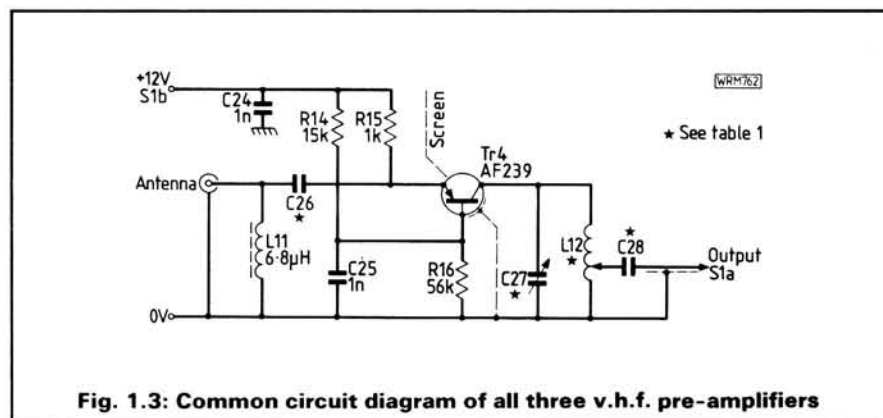 +12V
S1b
C24
1n
R14
15k
R15
1k
Screen
WRM762
★ See table 1
Tr4
AF239
Antenna
C26
★
L11
6·8µH
C25
1n
R16
56k
C27
★
L12
★
★
C28
Output
S1a
0V
Fig. 1.3: Common circuit diagram of all three v.h.f. pre-amplifiers